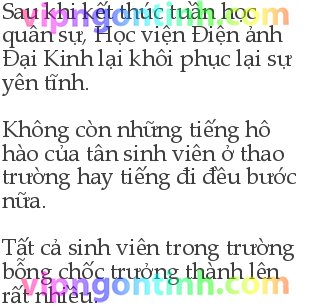 Sau khi kết thúc tuần học
quân sự, Học viện Điện ảnh
Đại Kinh lại khôi phục lại sự
yên tĩnh.
Không còn những tiếng hô
hào của tân sinh viên ở thao
trường hay tiếng đi đều bước
nữa.
Tất cả sinh viên trong trường
bỗng chốc trưởng thành lên
rất nhiều.
vipngontinh.com
vipngontinh.com